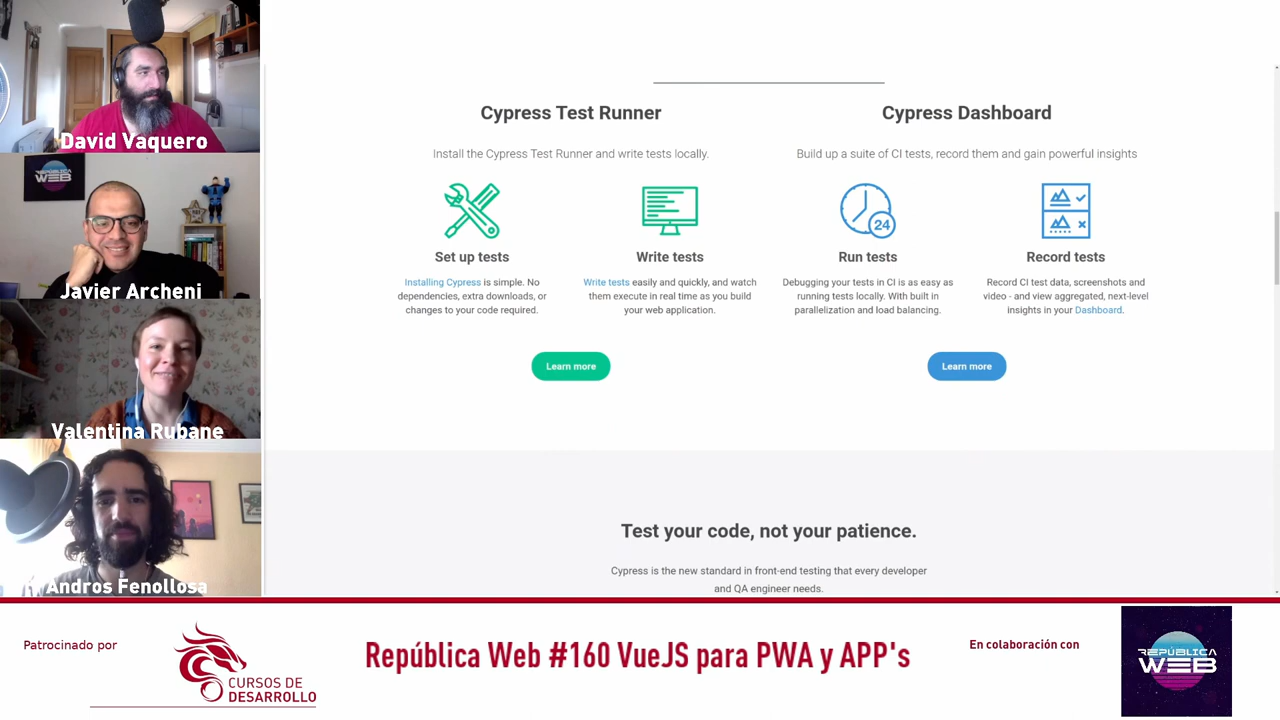 David Vaquero
REPÚBLICA
WEB
Javier Archeni
Valentina Rubane
Andros Fenollosa
Cypress Test Runner
Install the Cypress Test Runner and write tests locally.
Set up tests
Installing Cypress is simple. No
dependencies, extra downloads, or
changes to your code required.
Write tests
Write tests easily and quickly, and watch
them execute in real time as you build
your web application.
Learn more
Cypress Dashboard
Build up a suite of CI tests, record them and gain powerful insights
24
Run tests
Debugging your tests in CI is as easy as
running tests locally. With built in
parallelization and load balancing.
Record tests
Record CI test data, screenshots and
video - and view aggregated, next-level
insights in your Dashboard.
Learn more
Test your code, not your patience.
Cypress is the new standard in front-end testing that every developer
and QA engineer needs.
Patrocinado por
CURSOS DE
DESARROLLO
República Web #160 VueJS para PWA y APP's
En colaboración con
REPÚBLICA
WEB